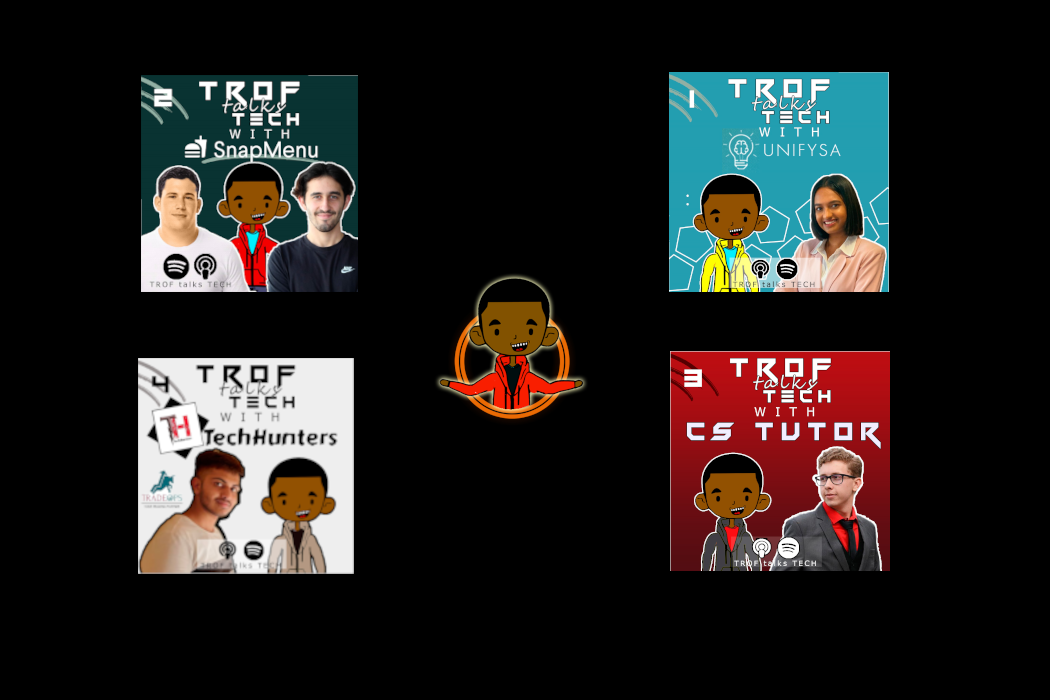 2
TROF
talks
TECH
WITH
SnapMenu
TROF talks TECH
1
TROF
talks
TECH
WITH
UNIFYSA
TROF talks TECH
4
TROF
talks
TECH
WITH
TH
TechHunters
TRADEOPS
TROF talks TECH
3
TROF
talks
TECH
WITH
CS TUTOR
TROF talks TECH